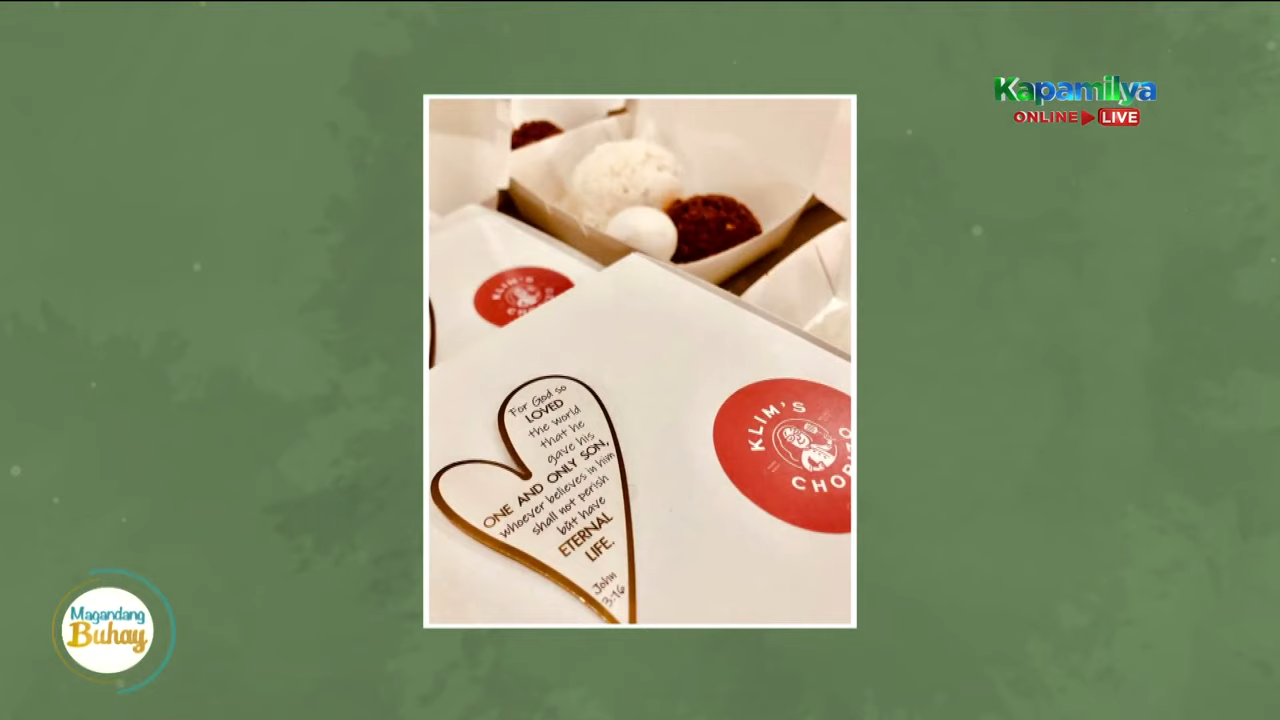 Kapamilya
ONLINE LIVE
KLIM'S
For God so
LOVED
the world
that he
gave his
ONE AND ONLY SON,
whoever believes in him
shall not perish
but have
ETERNAL
LIFE.
John
3:16
KLIM'S
Magandang
Buhay